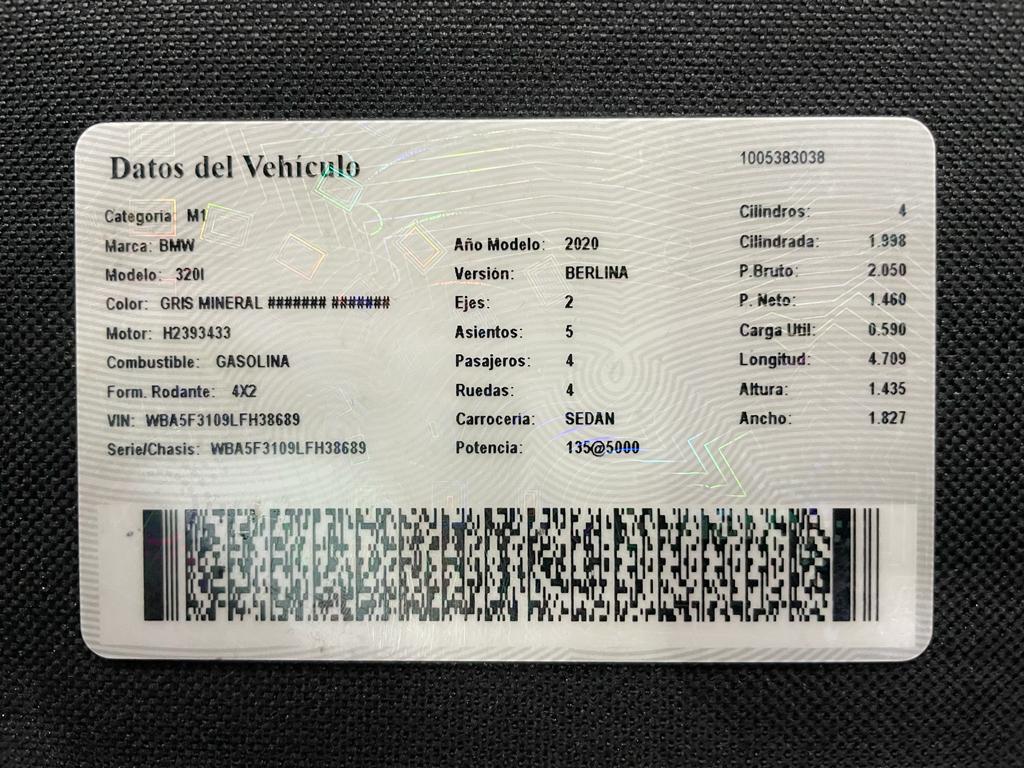 Datos del Vehículo
1005383038
Categoria: M1
Marca: BMW
Modelo: 320I
Color: GRIS MINERAL ####### #######
Motor: H2393433
Combustible: GASOLINA
Form. Rodante: 4X2
VIN: WBA5F3109LFH38689
Serie/Chasis: WBA5F3109LFH38689
Año Modelo: 2020
Versión: BERLINA
Ejes: 2
Asientos: 5
Pasajeros: 4
Ruedas: 4
Carrocería: SEDAN
Potencia: 135@5000
Cilindros: 4
Cilindrada: 1.998
P.Bruto: 2.050
P. Neto: 1.460
Carga Util: 0.590
Longitud: 4.709
Altura: 1.435
Ancho: 1.827